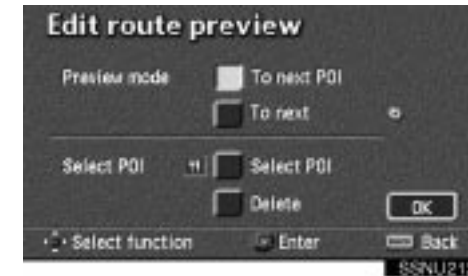 Edit route preview
Preview mode To next POI
To next
Select POI Select POI
Delete
OK
Select function Enter Back